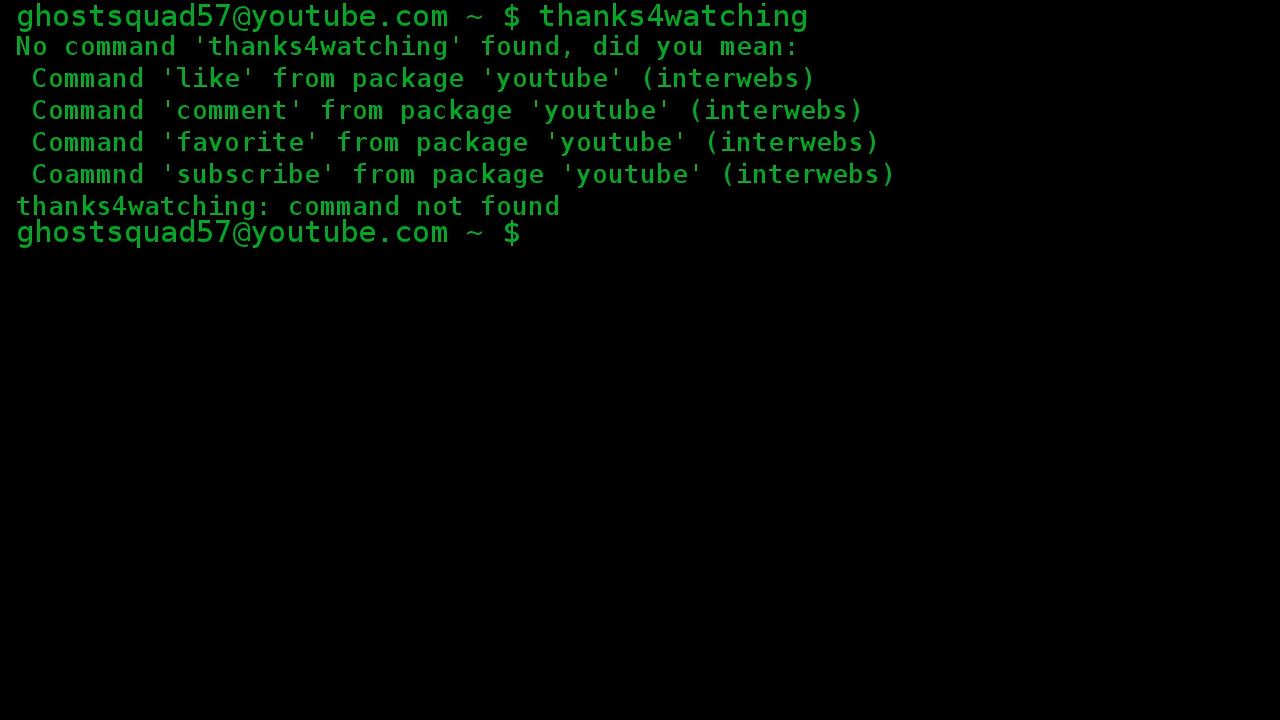 ghostsquad57@youtube.com ~ $ thanks4watching
No command 'thanks4watching' found, did you mean:
Command 'like' from package 'youtube' (interwebs)
Command 'comment' from package 'youtube' (interwebs)
Command 'favorite' from package 'youtube' (interwebs)
Coammnd 'subscribe' from package 'youtube' (interwebs)
thanks4watching: command not found
ghostsquad57@youtube.com ~ $